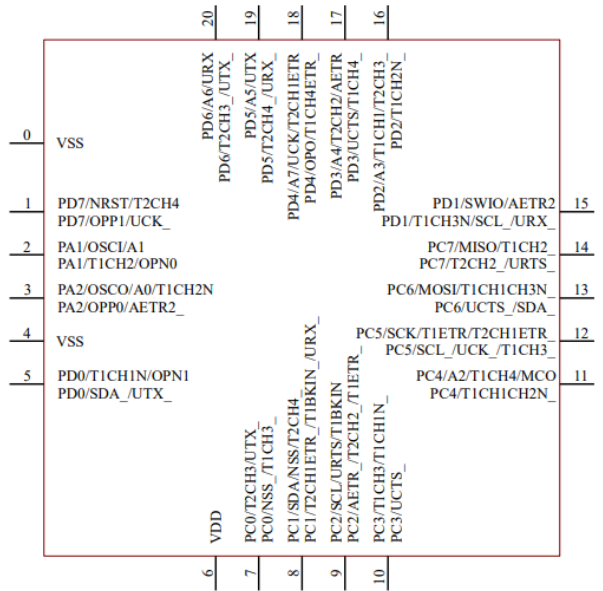 20
19
18
17
16
PD6/A6/URX
PD6/T2CH3_/UTX_
PD5/A5/UTX
PD5/T2CH4_/URX_
PD4/A7/UCK/T2CH1ETR
PD4/OPO/T1CH4ETR_
PD3/A4/T2CH2/AETR
PD3/UCTS/T1CH4_
PD2/A3/T1CH1/T2CH3_
PD2/T1CH2N_
0
VSS
1
PD7/NRST/T2CH4
PD7/OPP1/UCK_
2
PA1/OSCI/A1
PA1/T1CH2/OPN0
3
PA2/OSCO/A0/T1CH2N
PA2/OPP0/AETR2_
4
VSS
5
PD0/T1CH1N/OPN1
PD0/SDA_/UTX_
PD1/SWIO/AETR2
PD1/T1CH3N/SCL_/URX_
15
PC7/MISO/T1CH2_
PC7/T2CH2_/URTS_
14
PC6/MOSI/T1CH1CH3N_
PC6/UCTS_/SDA_
13
PC5/SCK/T1ETR/T2CH1ETR_
PC5/SCL_/UCK_/T1CH3_
12
PC4/A2/T1CH4/MCO
PC4/T1CH1CH2N_
11
VDD
PC0/T2CH3/UTX_
PC0/NSS_/T1CH3_
PC1/SDA/NSS/T2CH4_
PC1/T2CH1ETR_/T1BKIN_/URX_
PC2/SCL/URTS/T1BKIN
PC2/AETR_/T2CH2_/T1ETR_
PC3/T1CH3/T1CH1N_
PC3/UCTS_
6
7
8
9
10